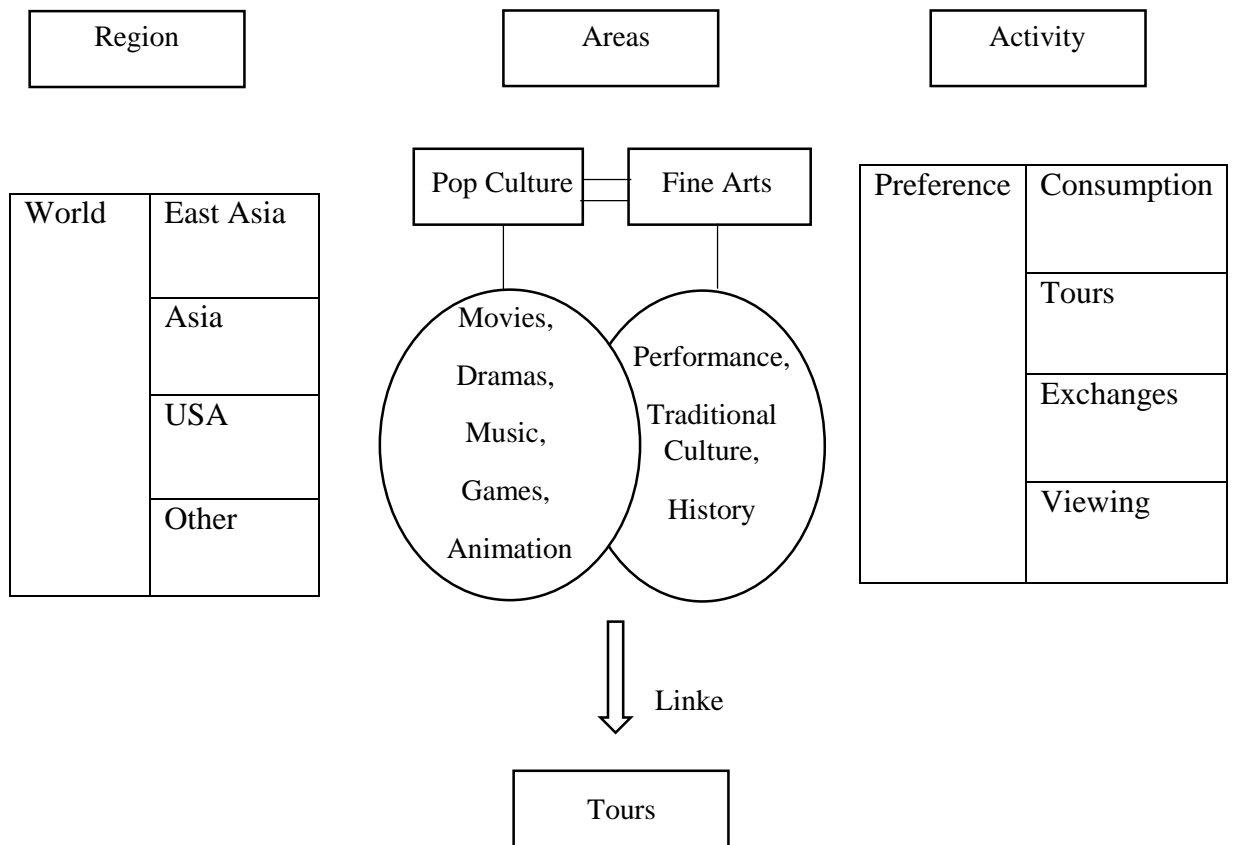 Region
Areas
Activity
World
East Asia
Asia
USA
Other
Pop Culture
Fine Arts
Movies,
Dramas,
Music,
Games,
Animation
Performance,
Traditional
Culture,
History
Linke
Tours
Preference
Consumption
Tours
Exchanges
Viewing